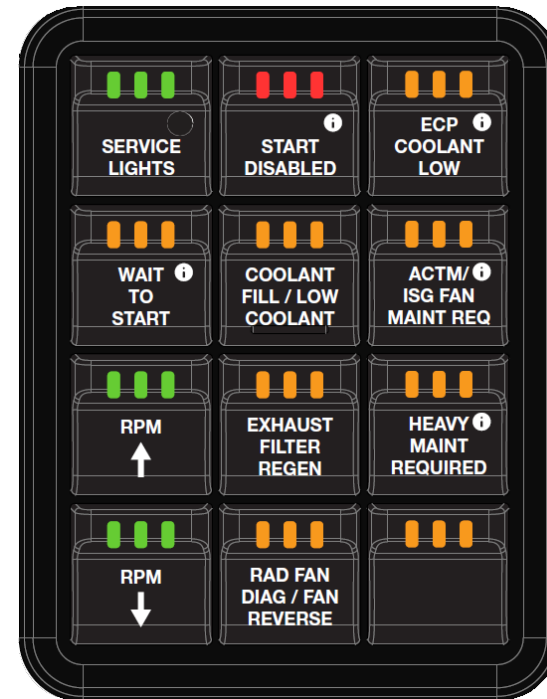 SERVICE
LIGHTS
START
DISABLED
ECP
COOLANT
LOW
WAIT
TO
START
COOLANT
FILL / LOW
COOLANT
ACTM/
ISG FAN
MAINT REQ
RPM
EXHAUST
FILTER
REGEN
HEAVY
MAINT
REQUIRED
RPM
RAD FAN
DIAG / FAN
REVERSE